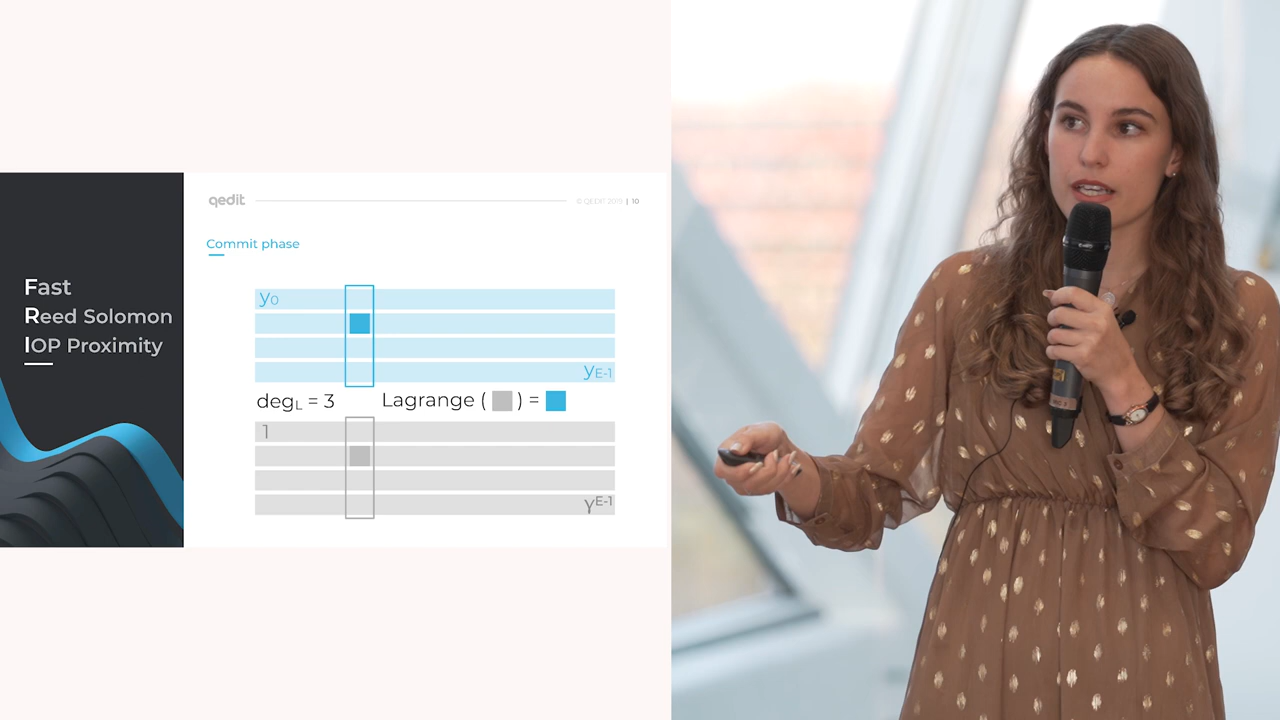 Fast
Reed Solomon
IOP Proximity
qedit
© QEDIT 2019 | 10
Commit phase
y0
yE-1
degL = 3 Lagrange ( ) =
1
γE-1